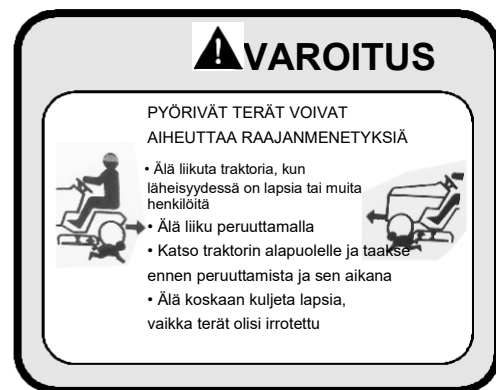 VAROITUS
PYÖRIVÄT TERÄT VOIVAT
AIHEUTTAA RAAJANMENETYKSIÄ
• Älä liikuta traktoria, kun
läheisyydessä on lapsia tai muita
henkilöitä
• Älä liiku peruuttamalla
• Katso traktorin alapuolelle ja taakse
ennen peruuttamista ja sen aikana
• Älä koskaan kuljeta lapsia,
vaikka terät olisi irrotettu